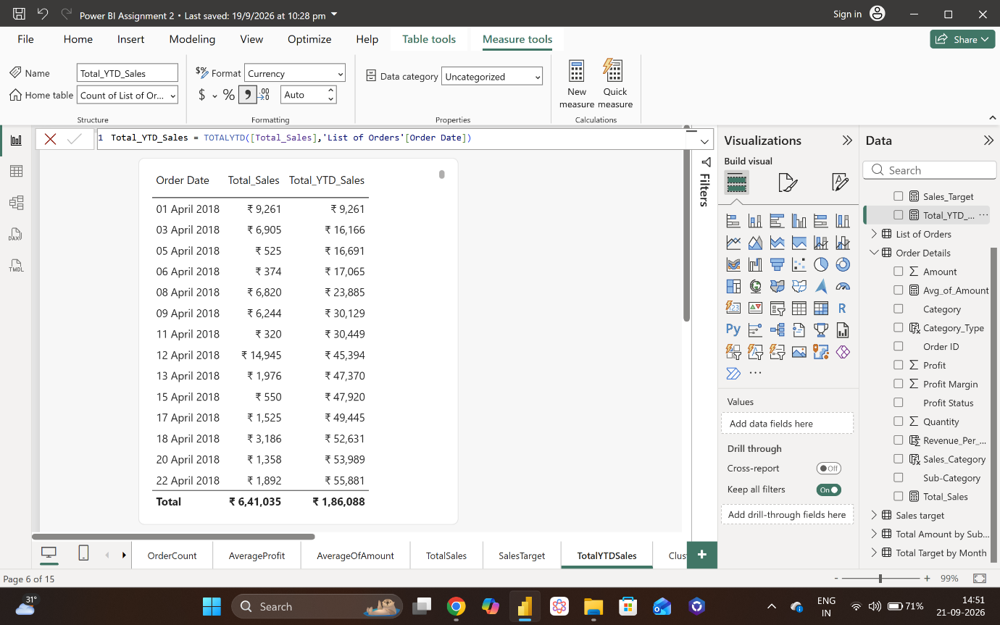 Power BI Assignment 2 • Last saved: 19/9/2026 at 10:28 pm
Sign in
File Home Insert Modeling View Optimize Help Table tools Measure tools
Share
Name Total_YTD_Sales
Home table Count of List of Or...
Structure
Format Currency
$ % , .00 →0 Auto
Formatting
Data category Uncategorized
Properties
New measure
Quick measure
Calculations
1 Total_YTD_Sales = TOTALYTD([Total_Sales],'List of Orders'[Order Date])
Order Date Total_Sales Total_YTD_Sales
01 April 2018 ₹ 9,261 ₹ 9,261
03 April 2018 ₹ 6,905 ₹ 16,166
05 April 2018 ₹ 525 ₹ 16,691
06 April 2018 ₹ 374 ₹ 17,065
08 April 2018 ₹ 6,820 ₹ 23,885
09 April 2018 ₹ 6,244 ₹ 30,129
11 April 2018 ₹ 320 ₹ 30,449
12 April 2018 ₹ 14,945 ₹ 45,394
13 April 2018 ₹ 1,976 ₹ 47,370
15 April 2018 ₹ 550 ₹ 47,920
17 April 2018 ₹ 1,525 ₹ 49,445
18 April 2018 ₹ 3,186 ₹ 52,631
20 April 2018 ₹ 1,358 ₹ 53,989
22 April 2018 ₹ 1,892 ₹ 55,881
Total ₹ 6,41,035 ₹ 1,86,088
Filters
Visualizations
Build visual
123
R
Py
...
Values
Add data fields here
Drill through
Cross-report Off
Keep all filters On
Add drill-through fields here
Data
Search
Sales_Target
Total_YTD_... ...
List of Orders
Order Details
Amount
Avg_of_Amount
Category
Category_Type
Order ID
Profit
Profit Margin
Profit Status
Quantity
Revenue_Per_...
Sales_Category
Sub-Category
Total_Sales
Sales target
Total Amount by Sub...
Total Target by Month
DAX
TMDL
OrderCount AverageProfit AverageOfAmount TotalSales SalesTarget TotalYTDSales Clus
Page 6 of 15
- + 99%
31°
Search
ENG
IN
71%
14:51
21-09-2026